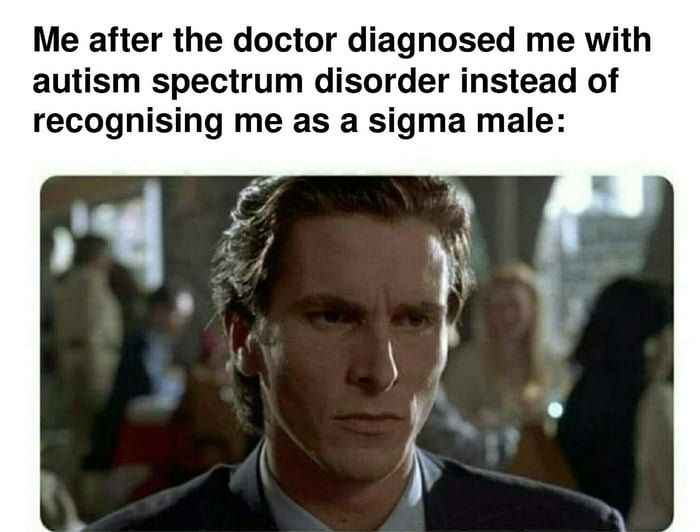 Me after the doctor diagnosed me with
autism spectrum disorder instead of
recognising me as a sigma male: